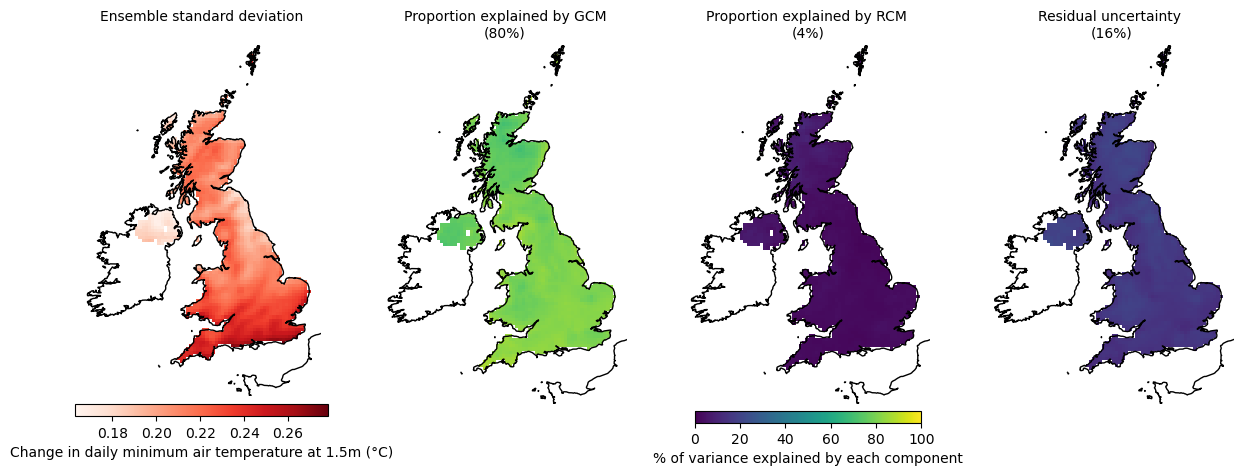 Ensemble standard deviation
Proportion explained by GCM
(80%)
Proportion explained by RCM
(4%)
Residual uncertainty
(16%)
0.18 0.20 0.22 0.24 0.26
Change in daily minimum air temperature at 1.5m (°C)
0 20 40 60 80 100
% of variance explained by each component